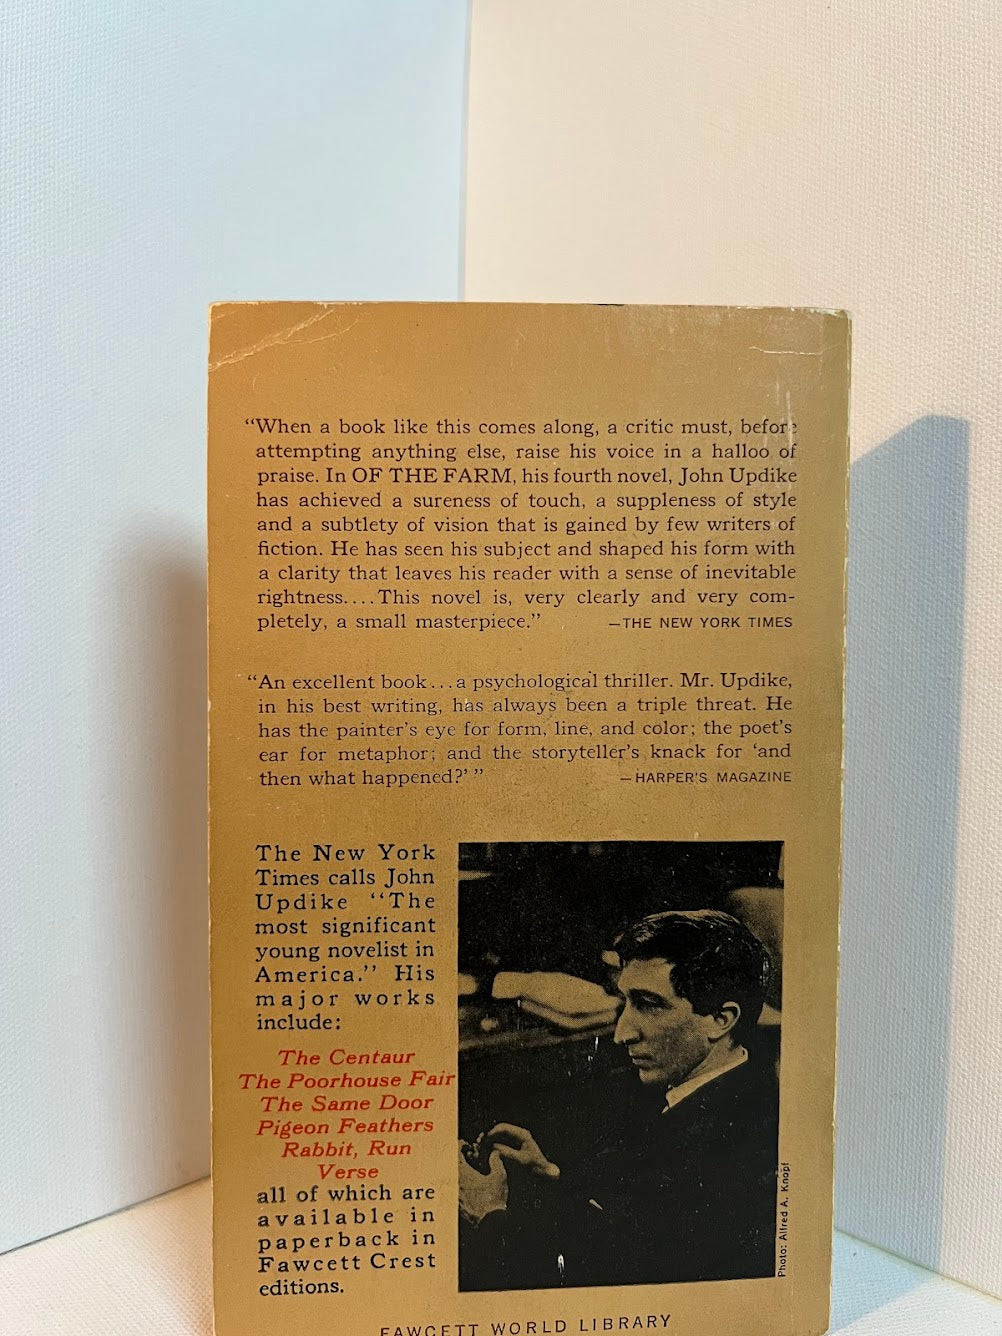 “When a book like this comes along, a critic must, before
attempting anything else, raise his voice in a halloo of
praise. In OF THE FARM, his fourth novel, John Updike
has achieved a sureness of touch, a suppleness of style
and a subtlety of vision that is gained by few writers of
fiction. He has seen his subject and shaped his form with
a clarity that leaves his reader with a sense of inevitable
rightness....This novel is, very clearly and very com-
pletely, a small masterpiece.” —THE NEW YORK TIMES
“An excellent book...a psychological thriller. Mr. Updike,
in his best writing, has always been a triple threat. He
has the painter’s eye for form, line, and color; the poet’s
ear for metaphor; and the storyteller’s knack for ‘and
then what happened?’ ” —HARPER’S MAGAZINE
The New York
Times calls John
Updike “The
most significant
young novelist in
America.” His
major works
include:
The Centaur
The Poorhouse Fair
The Same Door
Pigeon Feathers
Rabbit, Run
Verse
all of which are
available in
paperback in
Fawcett Crest
editions.
Photo: Alfred A. Knopf
FAWCETT WORLD LIBRARY